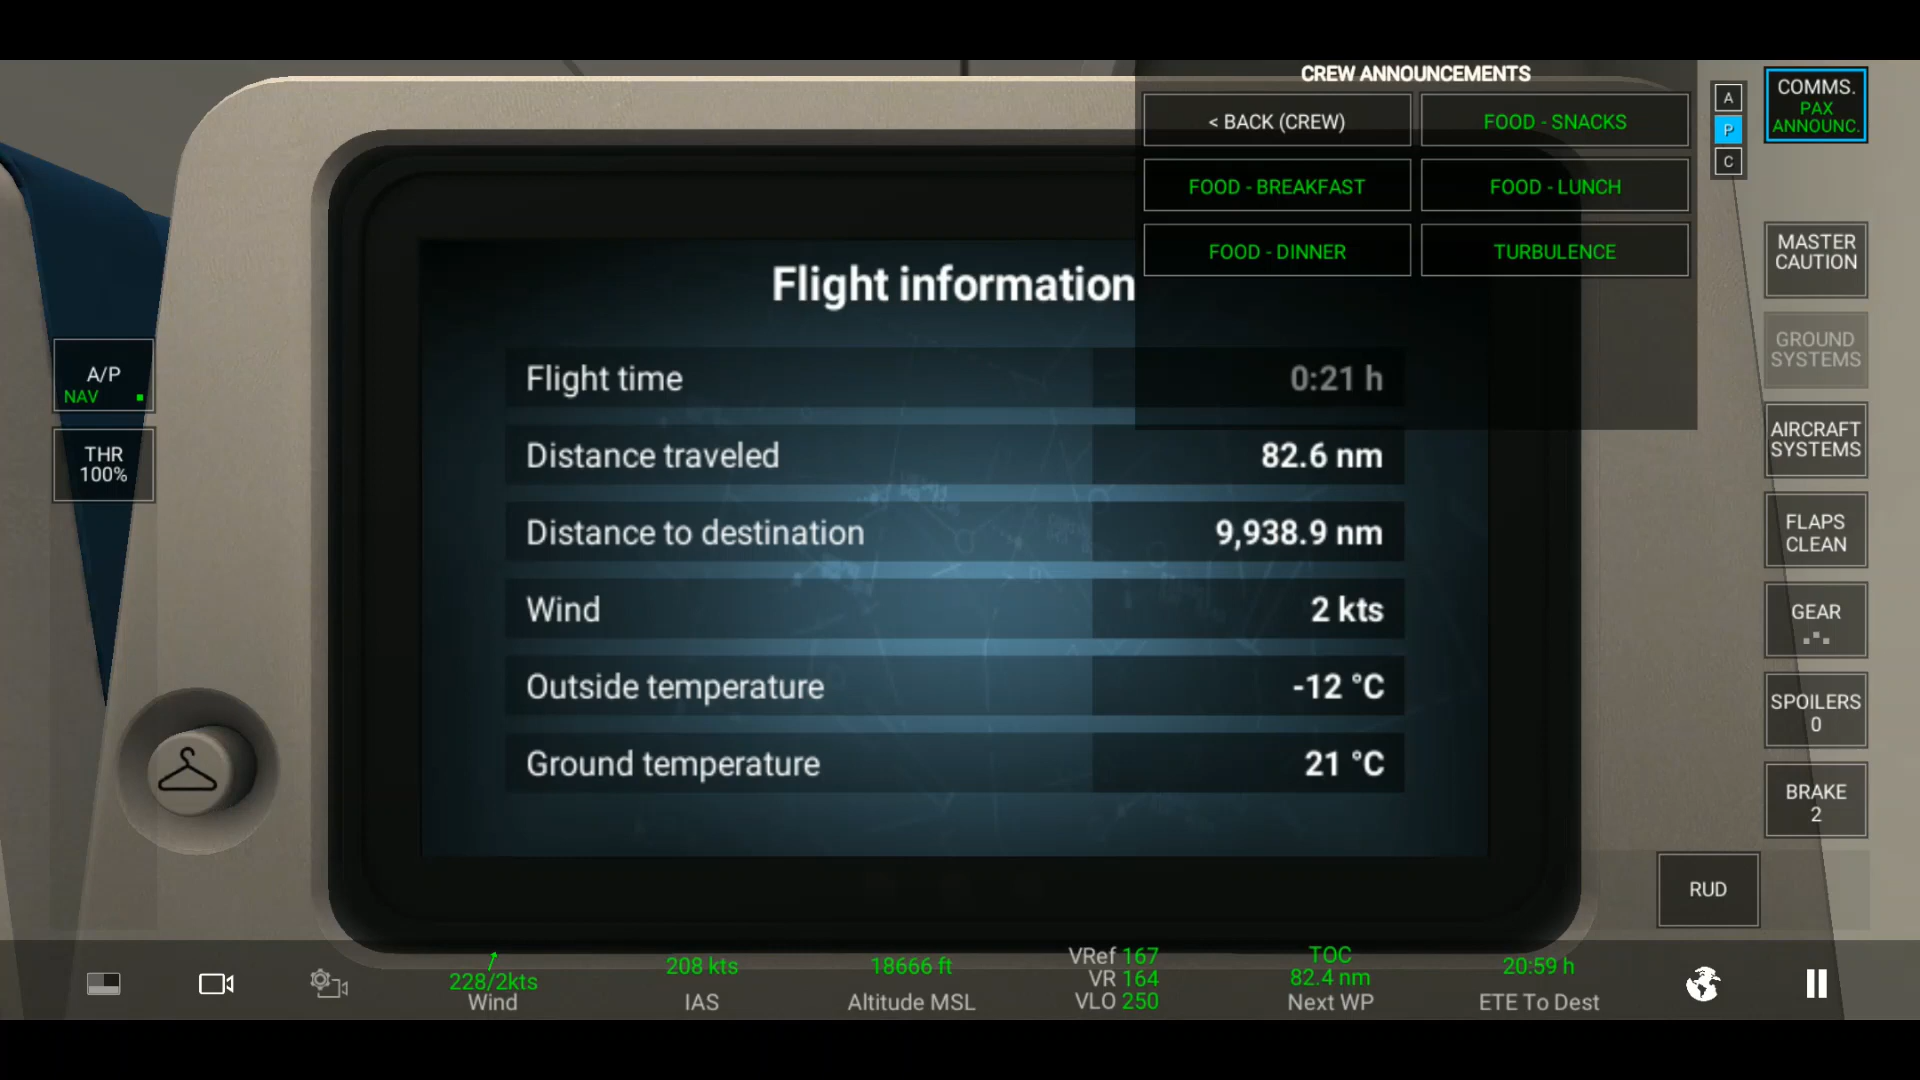 CREW ANNOUNCEMENTS
< BACK (CREW)
FOOD - SNACKS
FOOD - BREAKFAST
FOOD - LUNCH
FOOD - DINNER
TURBULENCE
A
P
C
COMMS.
PAX
ANNOUNC.
MASTER
CAUTION
GROUND
SYSTEMS
AIRCRAFT
SYSTEMS
FLAPS
CLEAN
GEAR
SPOILERS
0
BRAKE
2
RUD
A/P
NAV
THR
100%
Flight information
Flight time 0:21 h
Distance traveled 82.6 nm
Distance to destination 9,938.9 nm
Wind 2 kts
Outside temperature -12 °C
Ground temperature 21 °C
228/2kts
Wind
208 kts
IAS
18666 ft
Altitude MSL
VRef 167
VR 164
VLO 250
TOC
82.4 nm
Next WP
20:59 h
ETE To Dest